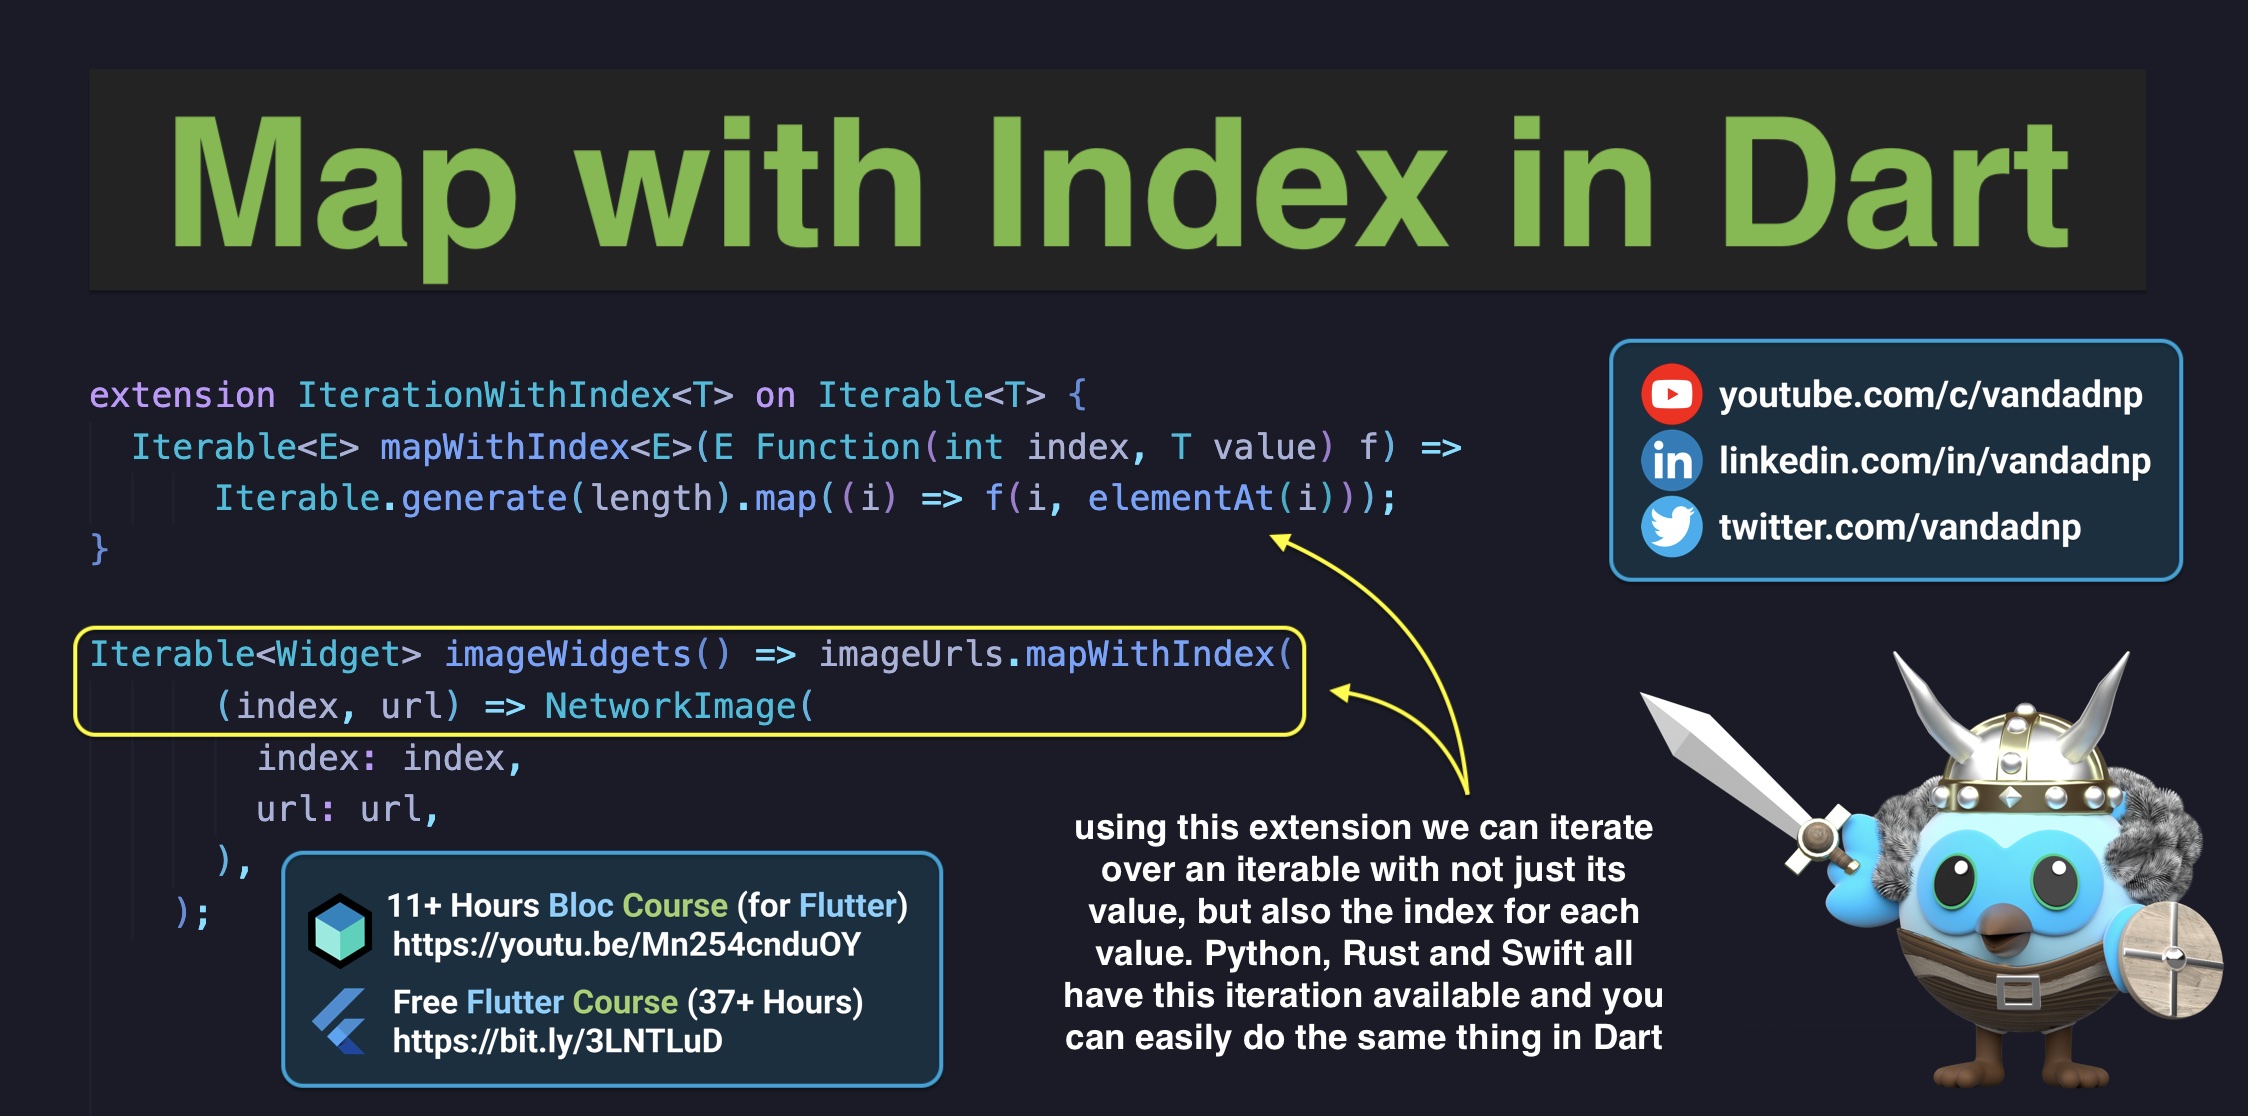 Map with Index in Dart
extension IterationWithIndex<T> on Iterable<T> {
  Iterable<E> mapWithIndex<E>(E Function(int index, T value) f) =>
      Iterable.generate(length).map((i) => f(i, elementAt(i)));
}
Iterable<Widget> imageWidgets() => imageUrls.mapWithIndex(
      (index, url) => NetworkImage(
        index: index,
        url: url,
      ),
    );
youtube.com/c/vandadnp
linkedin.com/in/vandadnp
twitter.com/vandadnp
using this extension we can iterate
over an iterable with not just its
value, but also the index for each
value. Python, Rust and Swift all
have this iteration available and you
can easily do the same thing in Dart
11+ Hours Bloc Course (for Flutter)
https://youtu.be/Mn254cnduOY
Free Flutter Course (37+ Hours)
https://bit.ly/3LNTLuD